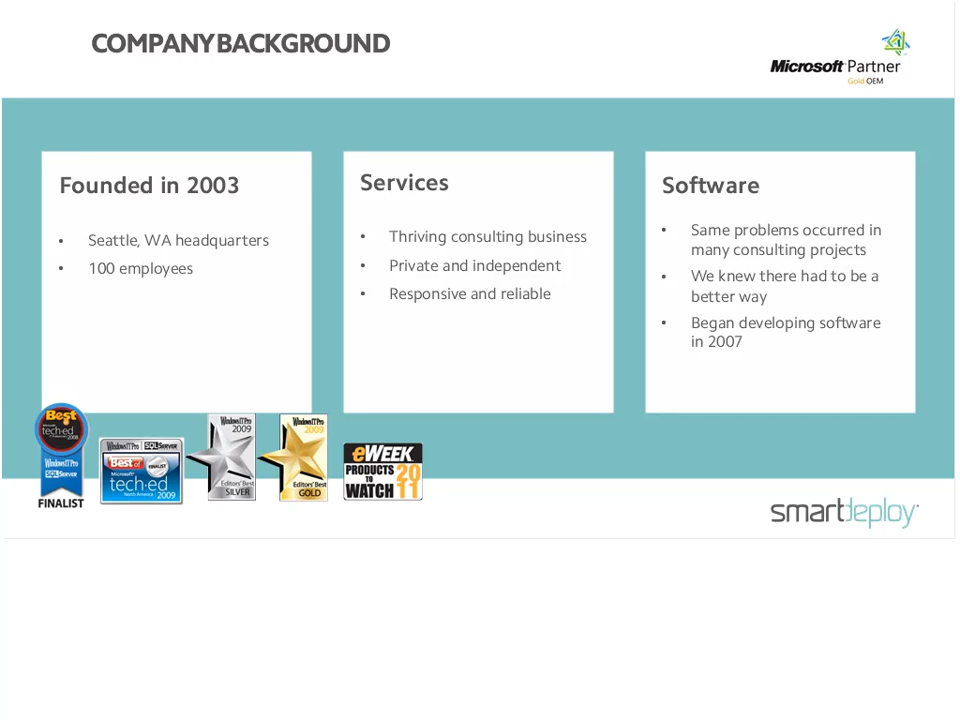 COMPANY BACKGROUND
Microsoft Partner
Gold OEM
Founded in 2003
• Seattle, WA headquarters
• 100 employees
Services
• Thriving consulting business
• Private and independent
• Responsive and reliable
Software
• Same problems occurred in
many consulting projects
• We knew there had to be a
better way
• Began developing software
in 2007
Best
Microsoft
tech·ed
2008
Windows IT Pro
SQL SERVER
FINALIST
Windows IT Pro SQL SERVER
Best of FINALIST
Microsoft
tech·ed
North America 2009
Windows IT Pro
2009
Editors' Best
SILVER
Windows IT Pro
2009
Editors' Best
GOLD
eWEEK
PRODUCTS 20
TO
WATCH 11
smartdeploy